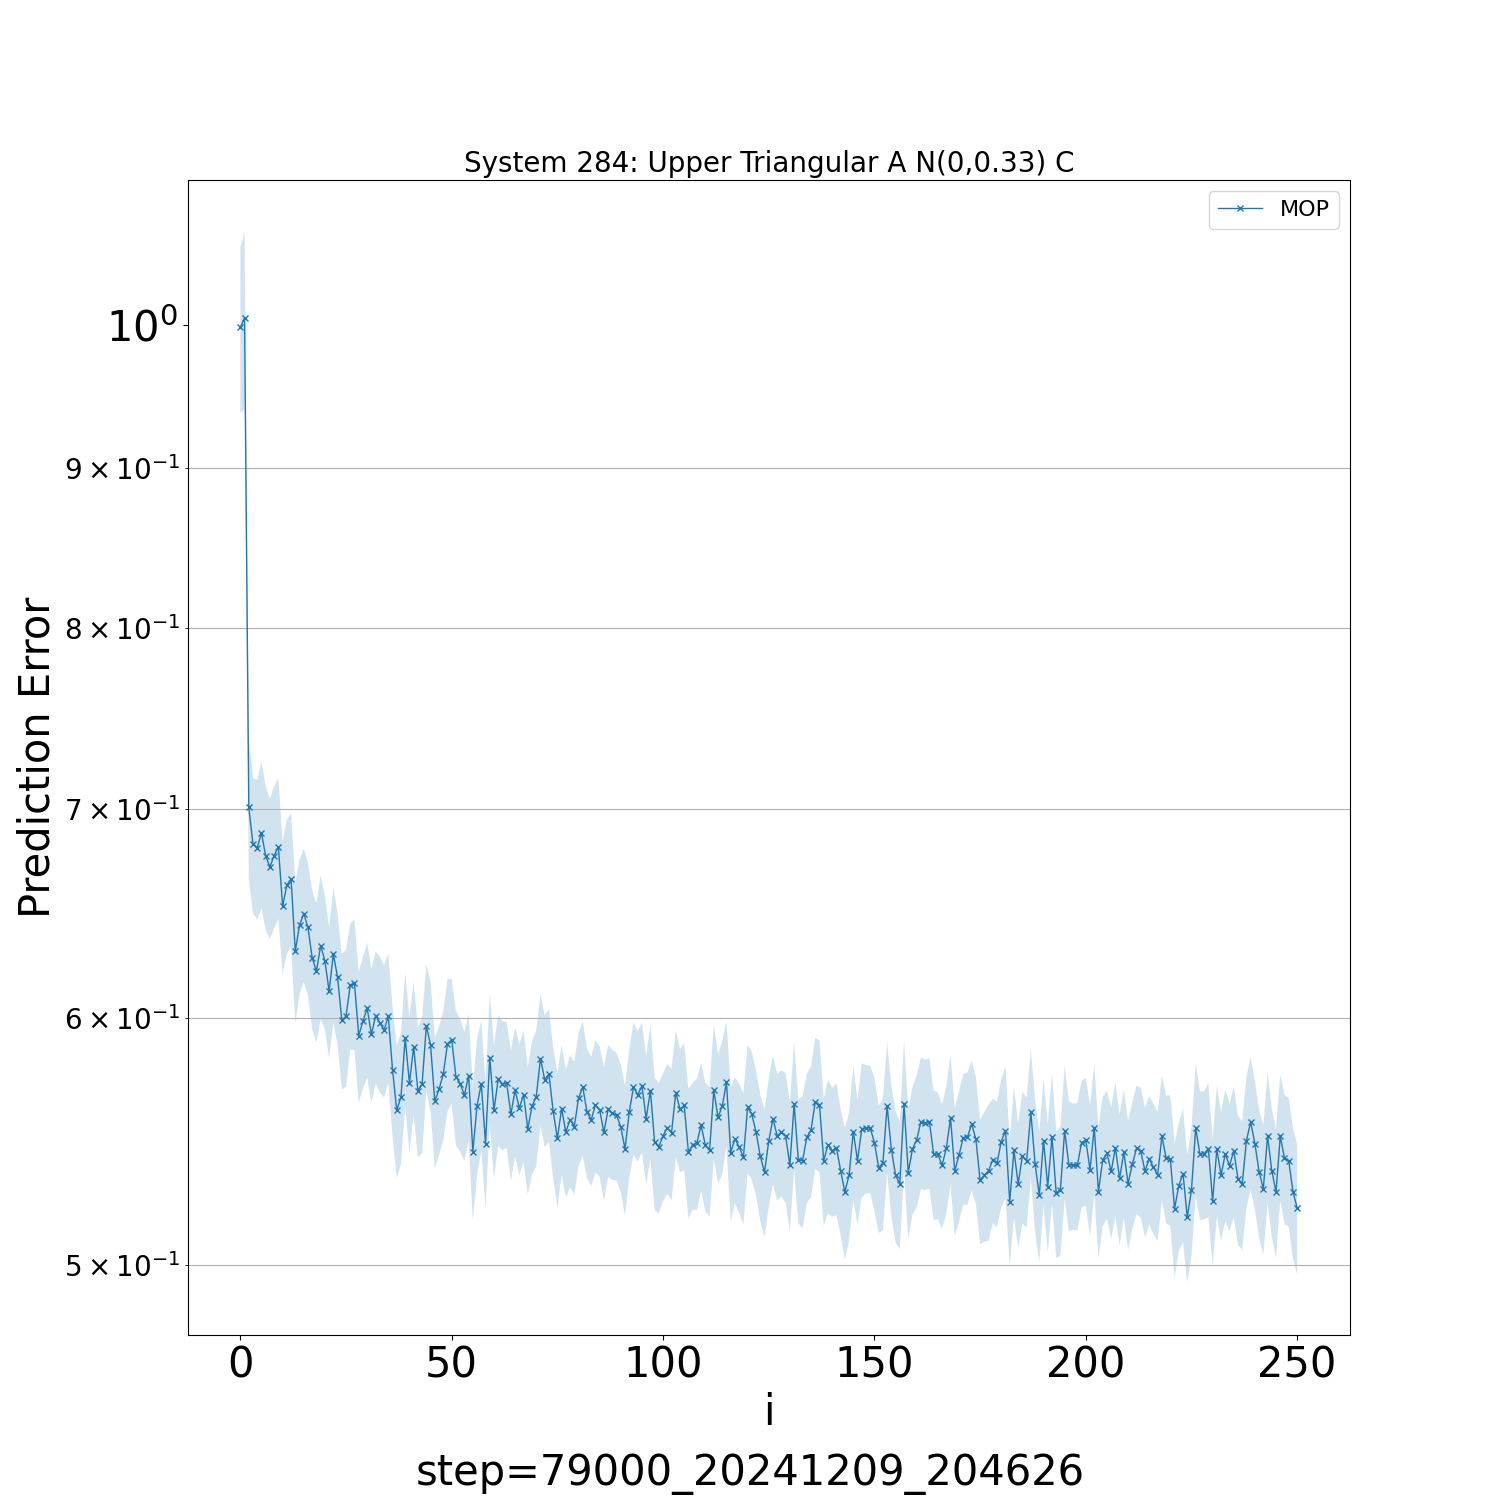 System 284: Upper Triangular A N(0,0.33) C
MOP
10⁰
9 × 10⁻¹
8 × 10⁻¹
7 × 10⁻¹
6 × 10⁻¹
5 × 10⁻¹
Prediction Error
0 50 100 150 200 250
i
step=79000_20241209_204626